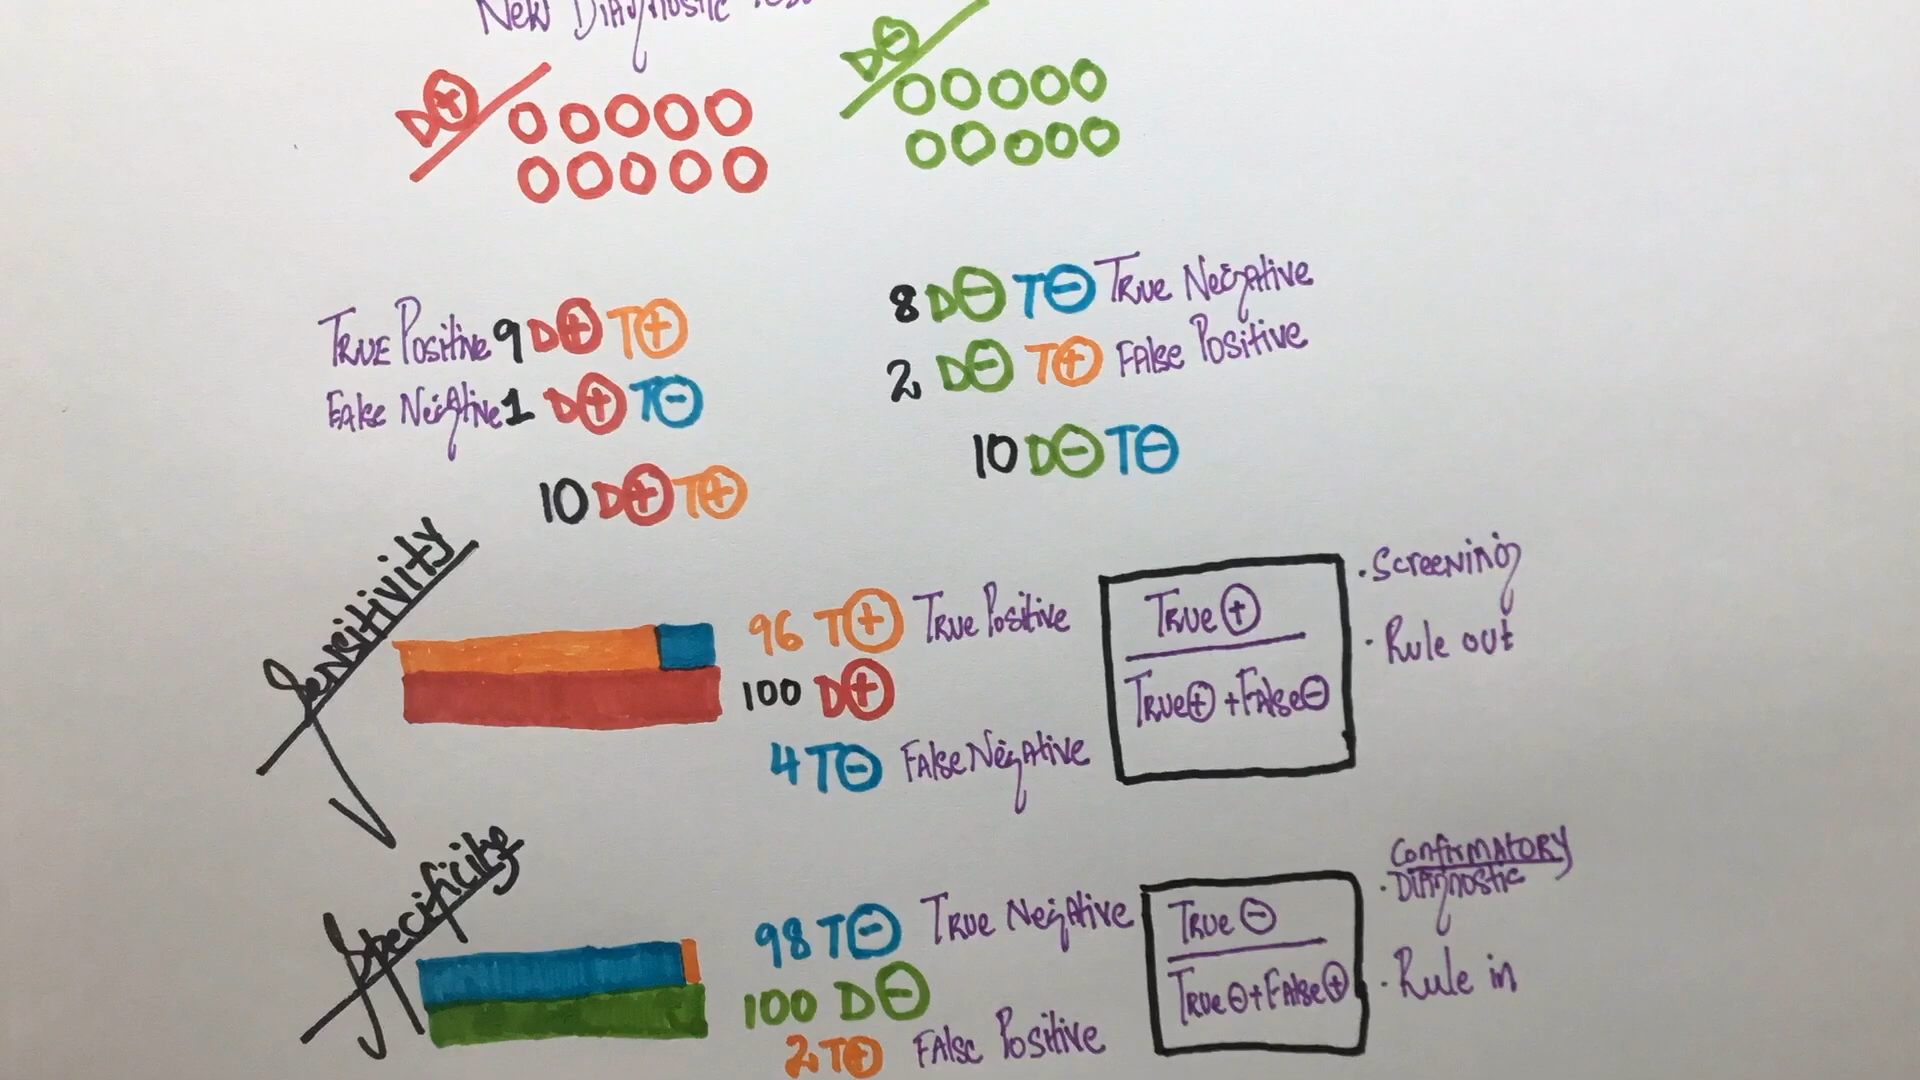 New Diagnostic
D+
D-
True Positive 9 D+ T+
False Negative 1 D+ T-
10 D+ T+
8 D- T- True Negative
2 D- T+ False Positive
10 D- T-
Sensitivity
96 T+ True Positive
100 D+
4 T- False Negative
True +
True + + False -
· Screening
· Rule out
Specificity
98 T- True Negative
100 D-
2 T+ False Positive
True -
True - + False +
Confirmatory
· Diagnostic
· Rule in